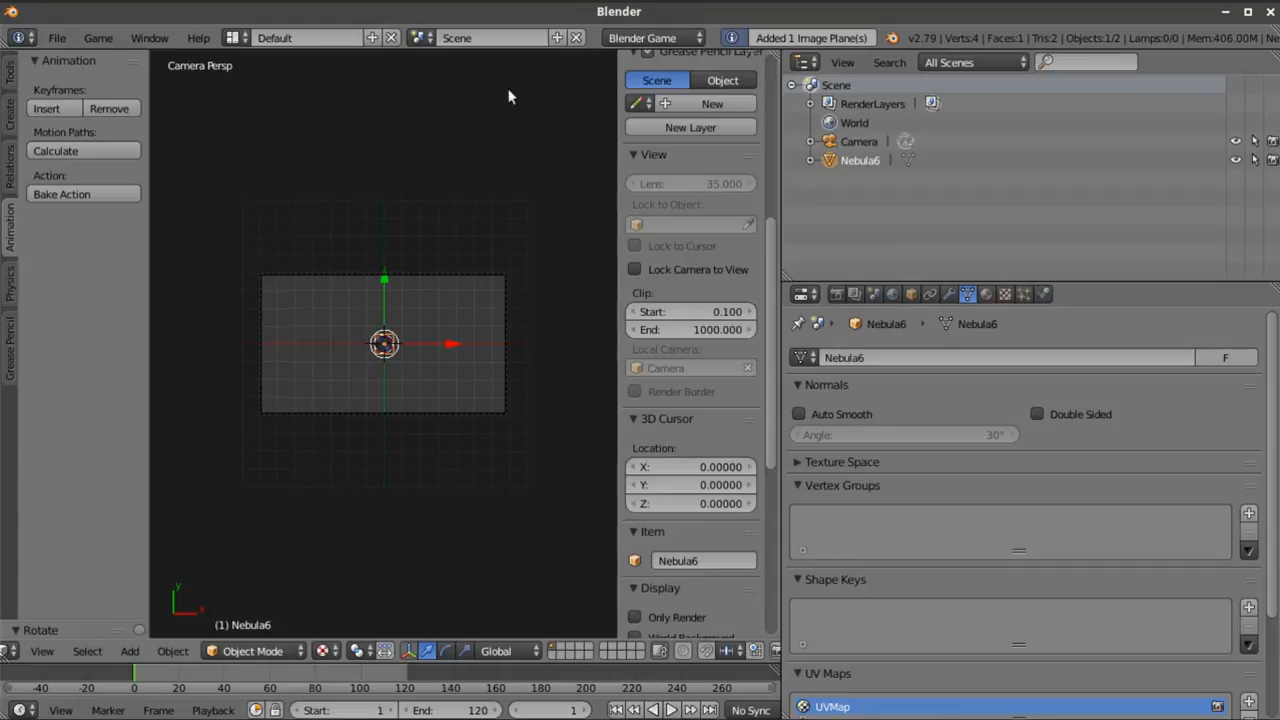 Blender
File Game Window Help Default Scene Blender Game Added 1 Image Plane(s) v2.79 | Verts:4 | Faces:1 | Tris:2 | Objects:1/2 | Lamps:0/0 | Mem:406.00M | Ne
Tools
Create
Relations
Animation
Physics
Grease Pencil
Animation
Keyframes:
Insert Remove
Motion Paths:
Calculate
Action:
Bake Action
Rotate
Camera Persp
y
x
(1) Nebula6
Grease Pencil Layer
Scene Object
New
New Layer
View
Lens: 35.000
Lock to Object:
Lock to Cursor
Lock Camera to View
Clip:
Start: 0.100
End: 1000.000
Local Camera:
Camera
Render Border
3D Cursor
Location:
X: 0.00000
Y: 0.00000
Z: 0.00000
Item
Nebula6
Display
Only Render
World Background
View Select Add Object Object Mode Global
-40 -20 0 20 40 60 80 100 120 140 160 180 200 220 240 260
View Marker Frame Playback Start: 1 End: 120 1 No Sync
View Search All Scenes
Scene
RenderLayers |
World
Camera |
Nebula6 |
Nebula6 Nebula6
Nebula6 F
Normals
Auto Smooth Double Sided
Angle: 30°
Texture Space
Vertex Groups
Shape Keys
UV Maps
UVMap